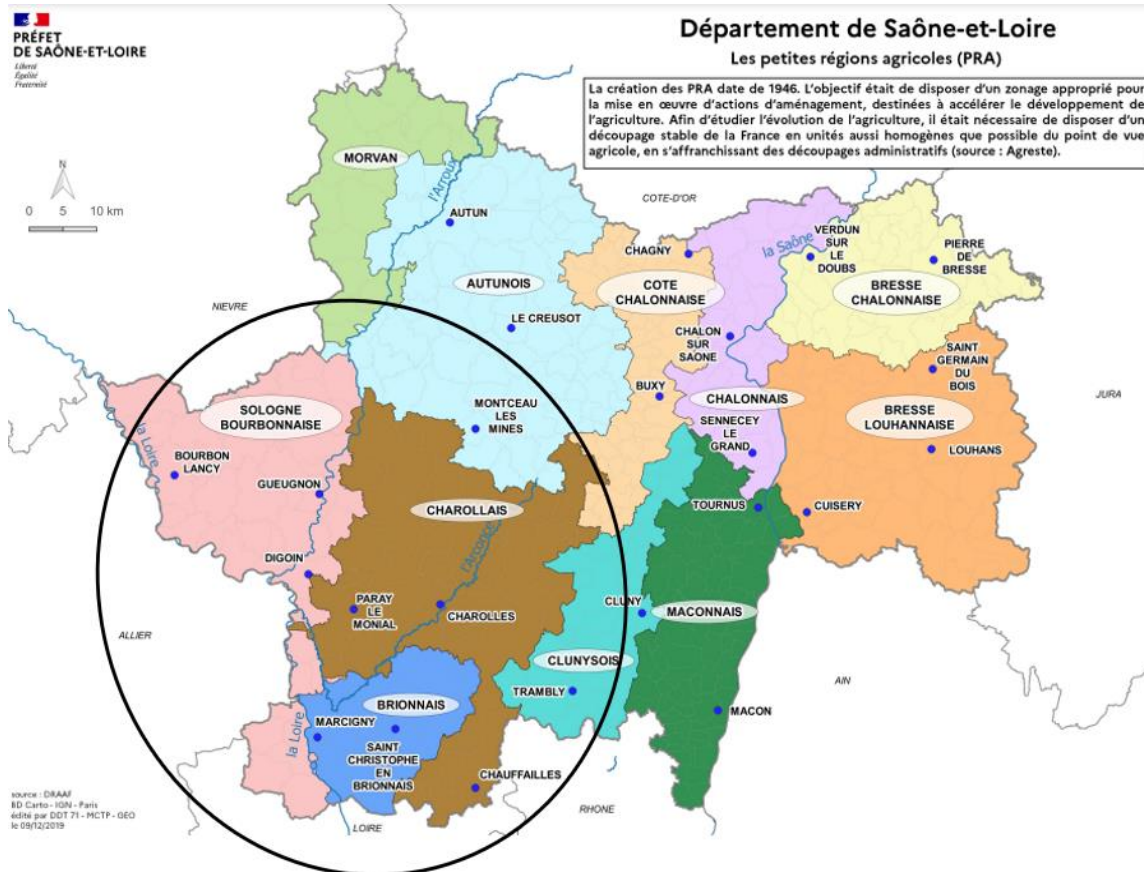 PRÉFET
DE SAÔNE-ET-LOIRE
Liberté
Égalité
Fraternité
Département de Saône-et-Loire
Les petites régions agricoles (PRA)
La création des PRA date de 1946. L'objectif était de disposer d'un zonage approprié pour
la mise en œuvre d'actions d'aménagement, destinées à accélérer le développement de
l'agriculture. Afin d'étudier l'évolution de l'agriculture, il était nécessaire de disposer d'un
découpage stable de la France en unités aussi homogènes que possible du point de vue
agricole, en s'affranchissant des découpages administratifs (source : Agreste).
N
0 5 10 km
MORVAN
l'Arroux
AUTUN
COTE-D'OR
CHAGNY
la Saône
VERDUN
SUR
LE
DOUBS
PIERRE
DE
BRESSE
AUTUNOIS
COTE
CHALONNAISE
BRESSE
CHALONNAISE
NIEVRE
LE CREUSOT
CHALON
SUR
SAONE
SAINT
GERMAIN
DU
BOIS
JURA
SOLOGNE
BOURBONNAISE
MONTCEAU
LES
MINES
BUXY
CHALONNAIS
BRESSE
LOUHANNAISE
la Loire
SENNECEY
LE
GRAND
LOUHANS
BOURBON
LANCY
GUEUGNON
CHAROLLAIS
TOURNUS
CUISERY
l'Arconce
DIGOIN
PARAY
LE
MONIAL
CHAROLLES
CLUNY
MACONNAIS
ALLIER
CLUNYSOIS
AIN
TRAMBLY
BRIONNAIS
MACON
la Loire
MARCIGNY
SAINT
CHRISTOPHE
EN
BRIONNAIS
CHAUFFAILLES
RHONE
LOIRE
source : DRAAF
BD Carto - IGN - Paris
édité par DDT 71 - MCTP - GEO
le 09/12/2019